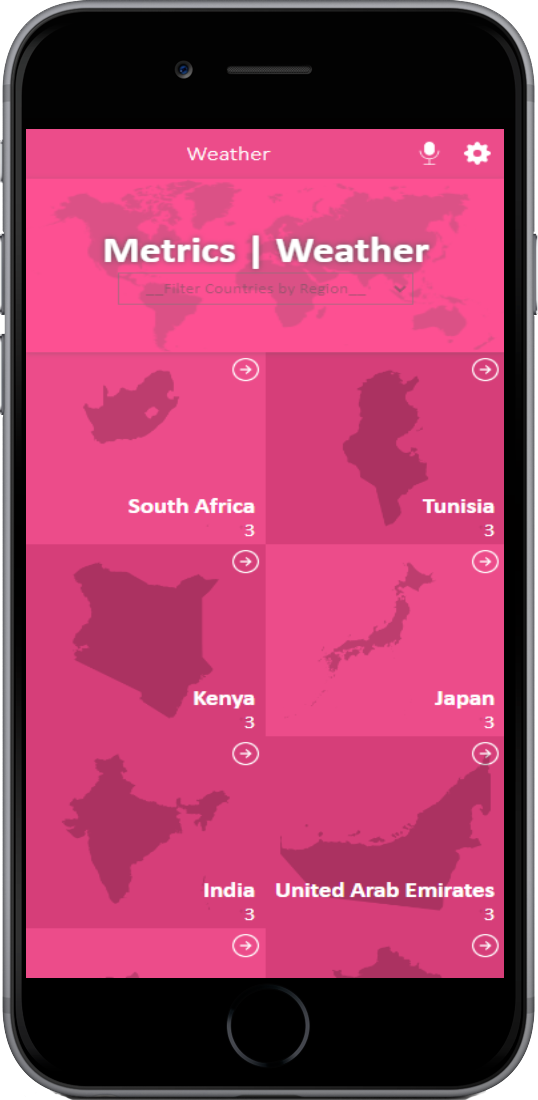 Weather
Metrics | Weather
__Filter Countries by Region__
South Africa
3
Tunisia
3
Kenya
3
Japan
3
India
3
United Arab Emirates
3